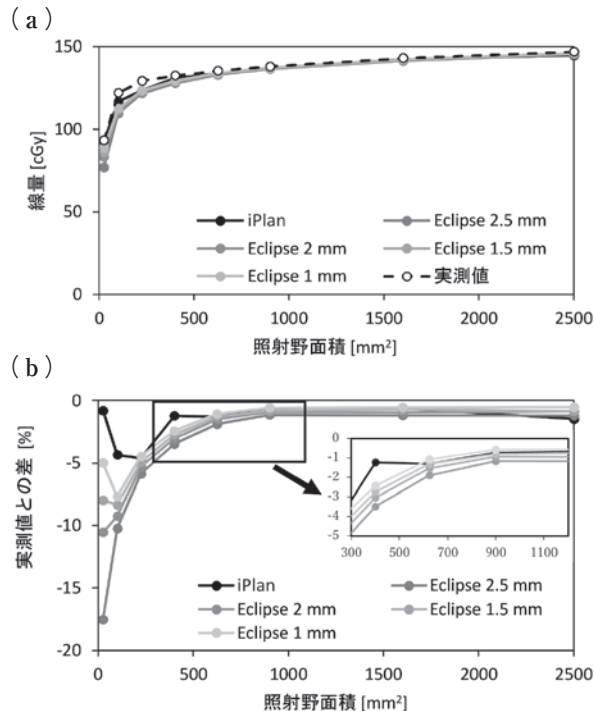 (a)
150
100
50
0
線量 [cGy]
iPlan
Eclipse 2.5 mm
Eclipse 2 mm
Eclipse 1.5 mm
Eclipse 1 mm
実測値
0 500 1000 1500 2000 2500
照射野面積 [mm²]
(b)
0
-5
-10
-15
-20
実測値との差 [%]
0
-1
-2
-3
-4
-5
300 500 700 900 1100
iPlan
Eclipse 2.5 mm
Eclipse 2 mm
Eclipse 1.5 mm
Eclipse 1 mm
0 500 1000 1500 2000 2500
照射野面積 [mm²]